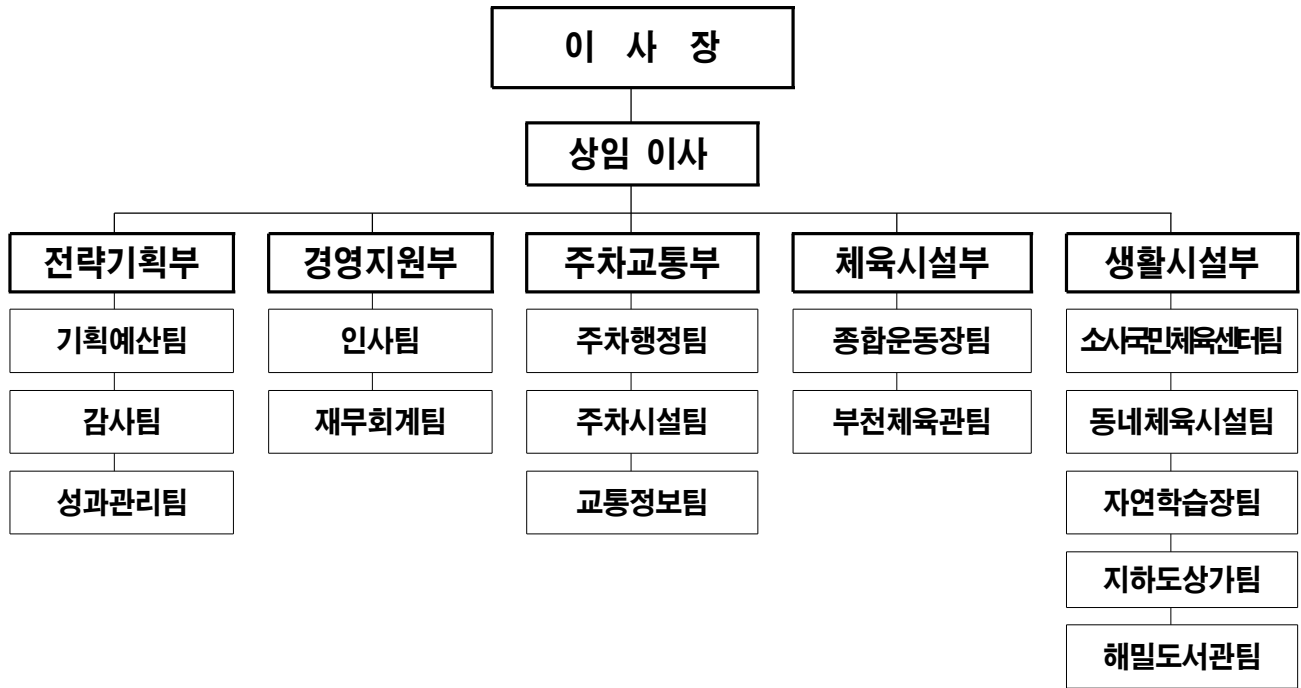 이 사 장
상임 이사
전략기획부 경영지원부 주차교통부 체육시설부 생활시설부
기획예산팀 인사팀 주차행정팀 종합운동장팀 소사국민체육센터팀
감사팀 재무회계팀 주차시설팀 부천체육관팀 동네체육시설팀
성과관리팀 교통정보팀 자연학습장팀
지하도상가팀
해밀도서관팀